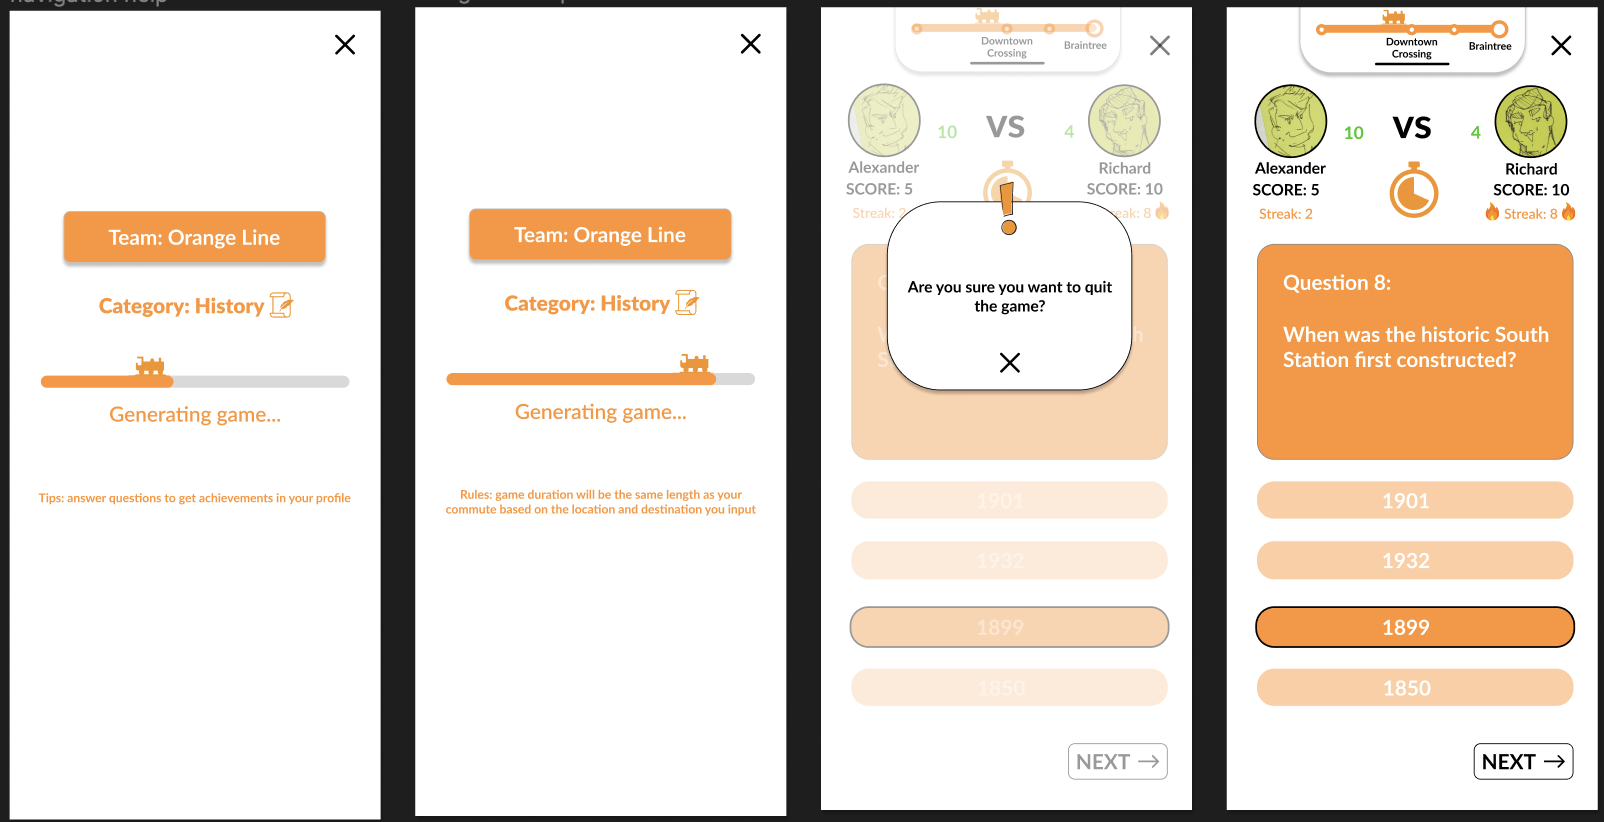 navigation help
Team: Orange Line
Category: History
Generating game...
Tips: answer questions to get achievements in your profile
Team: Orange Line
Category: History
Generating game...
Rules: game duration will be the same length as your
commute based on the location and destination you input
Downtown
Crossing
Braintree
10
VS
4
Alexander
SCORE: 5
Streak: 2
Richard
SCORE: 10
Streak: 8
Are you sure you want to quit
the game?
1901
1932
1899
1850
NEXT
Downtown
Crossing
Braintree
10
VS
4
Alexander
SCORE: 5
Streak: 2
Richard
SCORE: 10
Streak: 8
Question 8:
When was the historic South
Station first constructed?
1901
1932
1899
1850
NEXT